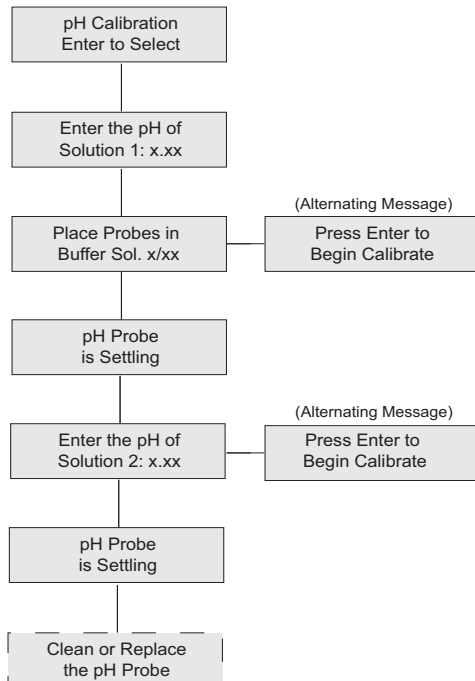 pH Calibration
Enter to Select
Enter the pH of
Solution 1: x.xx
(Alternating Message)
Place Probes in
Buffer Sol. x/xx
Press Enter to
Begin Calibrate
pH Probe
is Settling
(Alternating Message)
Enter the pH of
Solution 2: x.xx
Press Enter to
Begin Calibrate
pH Probe
is Settling
Clean or Replace
the pH Probe